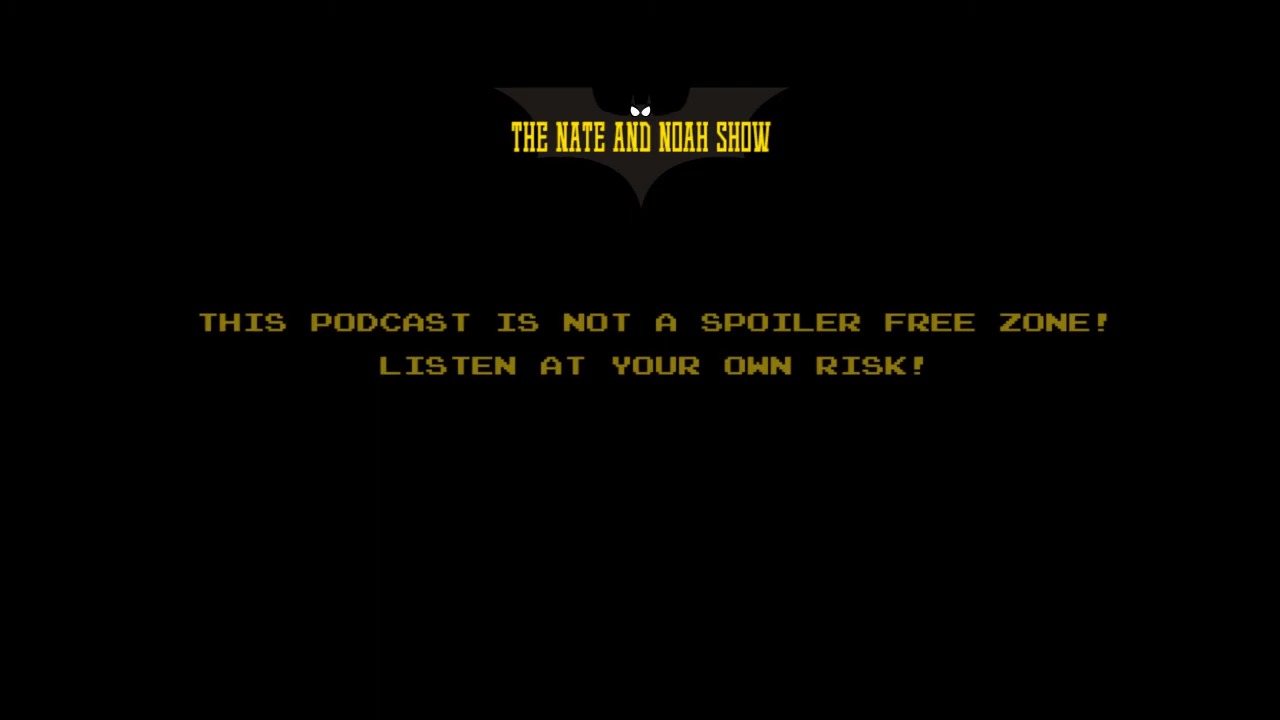 THE NATE AND NOAH SHOW
THIS PODCAST IS NOT A SPOILER FREE ZONE!
LISTEN AT YOUR OWN RISK!